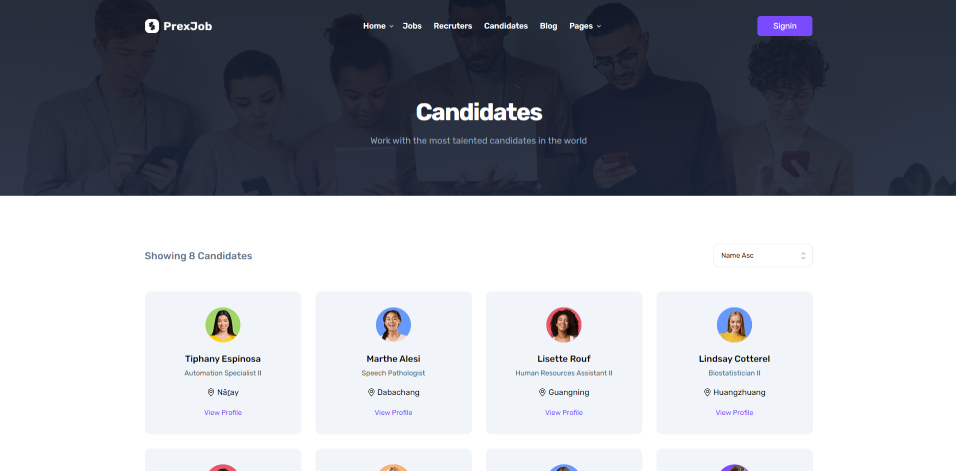 PrexJob
Home Jobs Recruters Candidates Blog Pages
Signin
Candidates
Work with the most talented candidates in the world
Showing 8 Candidates
Name Asc
Tiphany Espinosa
Automation Specialist II
Nāṟay
View Profile
Marthe Alesi
Speech Pathologist
Dabachang
View Profile
Lisette Rouf
Human Resources Assistant II
Guangning
View Profile
Lindsay Cotterel
Biostatistician II
Huangzhuang
View Profile